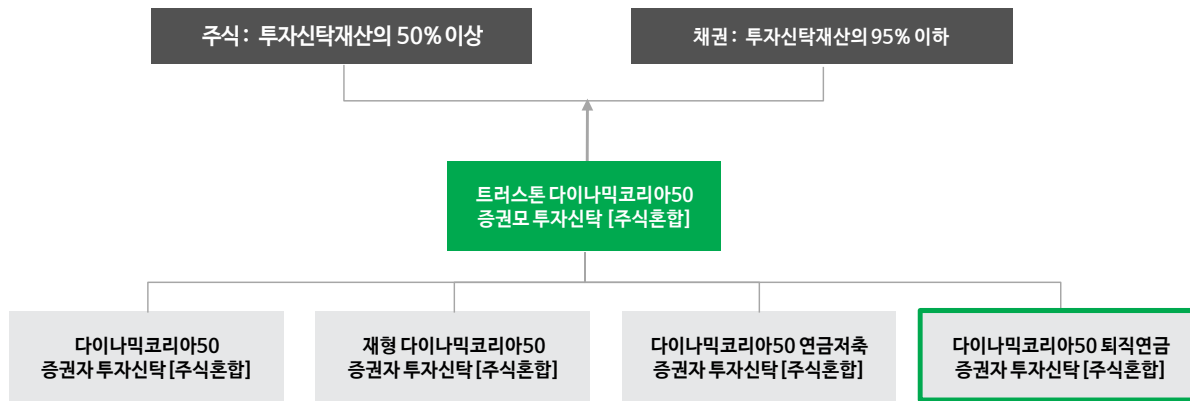 주식 : 투자신탁재산의 50% 이상
채권 : 투자신탁재산의 95% 이하
트러스톤 다이나믹코리아50
증권모 투자신탁 [주식혼합]
다이나믹코리아50
증권자 투자신탁 [주식혼합]
재형 다이나믹코리아50
증권자 투자신탁 [주식혼합]
다이나믹코리아50 연금저축
증권자 투자신탁 [주식혼합]
다이나믹코리아50 퇴직연금
증권자 투자신탁 [주식혼합]